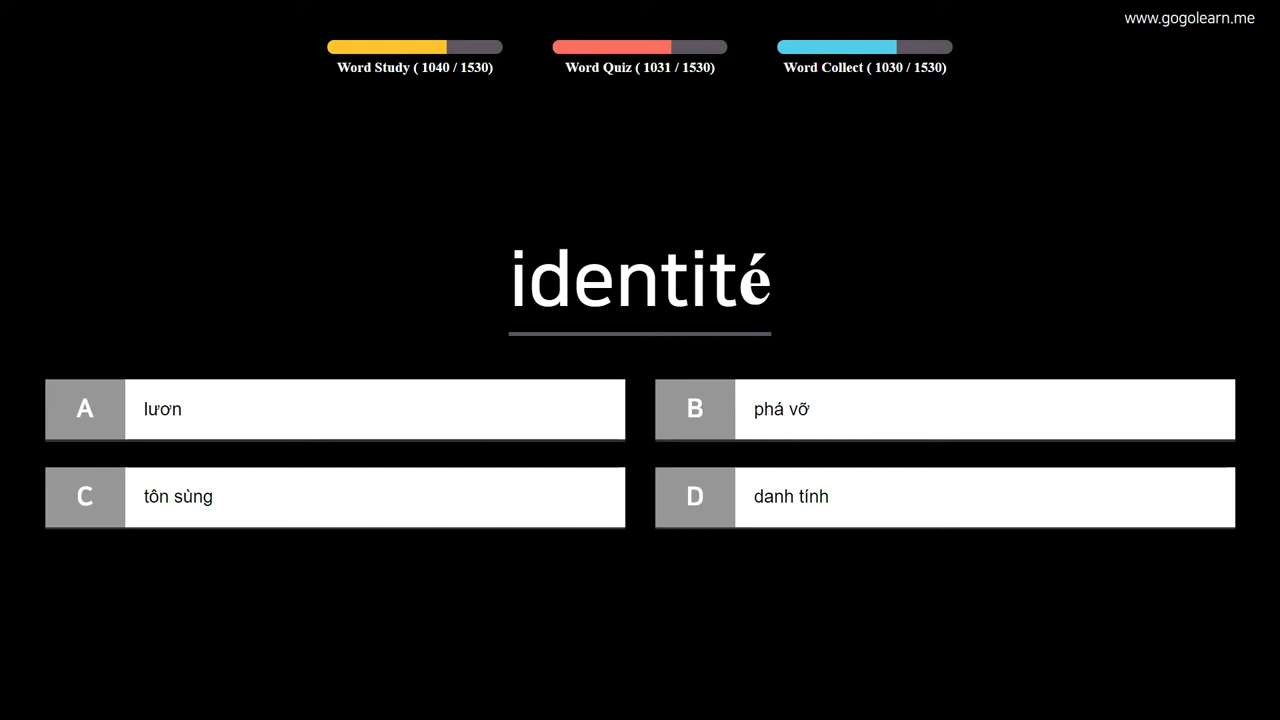 www.gogolearn.me
Word Study ( 1040 / 1530)
Word Quiz ( 1031 / 1530)
Word Collect ( 1030 / 1530)
identité
A lươn
B phá vỡ
C tôn sùng
D danh tính